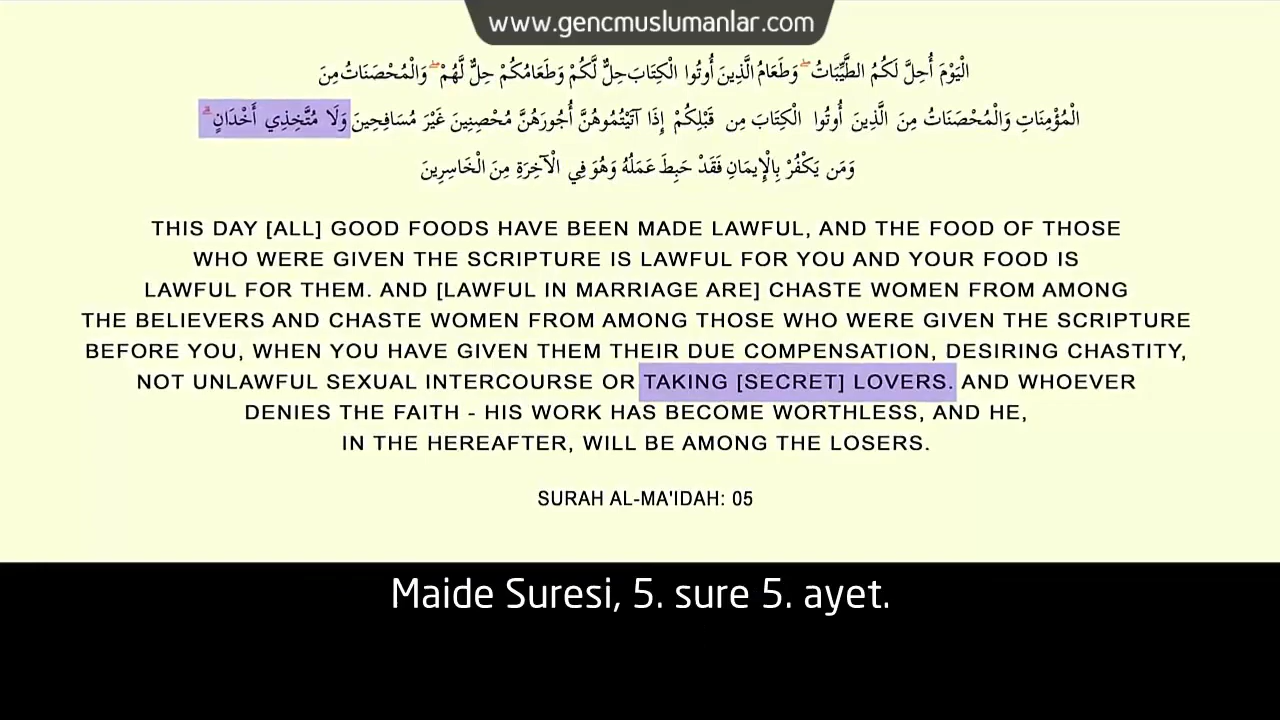 www.gencmuslumanlar.com
الْيَوْمَ أُحِلَّ لَكُمُ الطَّيِّبَاتُ ۖ وَطَعَامُ الَّذِينَ أُوتُوا الْكِتَابَ حِلٌّ لَّكُمْ وَطَعَامُكُمْ حِلٌّ لَّهُمْ ۖ وَالْمُحْصَنَاتُ مِنَ
الْمُؤْمِنَاتِ وَالْمُحْصَنَاتُ مِنَ الَّذِينَ أُوتُوا الْكِتَابَ مِن قَبْلِكُمْ إِذَا آتَيْتُمُوهُنَّ أُجُورَهُنَّ مُحْصِنِينَ غَيْرَ مُسَافِحِينَ وَلَا مُتَّخِذِي أَخْدَانٍ ۗ
وَمَن يَكْفُرْ بِالْإِيمَانِ فَقَدْ حَبِطَ عَمَلُهُ وَهُوَ فِي الْآخِرَةِ مِنَ الْخَاسِرِينَ
THIS DAY [ALL] GOOD FOODS HAVE BEEN MADE LAWFUL, AND THE FOOD OF THOSE
WHO WERE GIVEN THE SCRIPTURE IS LAWFUL FOR YOU AND YOUR FOOD IS
LAWFUL FOR THEM. AND [LAWFUL IN MARRIAGE ARE] CHASTE WOMEN FROM AMONG
THE BELIEVERS AND CHASTE WOMEN FROM AMONG THOSE WHO WERE GIVEN THE SCRIPTURE
BEFORE YOU, WHEN YOU HAVE GIVEN THEM THEIR DUE COMPENSATION, DESIRING CHASTITY,
NOT UNLAWFUL SEXUAL INTERCOURSE OR TAKING [SECRET] LOVERS. AND WHOEVER
DENIES THE FAITH - HIS WORK HAS BECOME WORTHLESS, AND HE,
IN THE HEREAFTER, WILL BE AMONG THE LOSERS.
SURAH AL-MA'IDAH: 05
Maide Suresi, 5. sure 5. ayet.